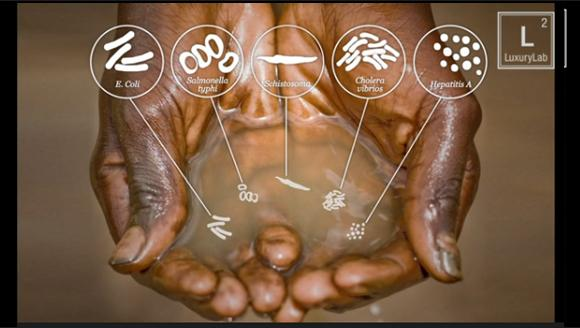 E. Coli
Salmonella
typhi
Schistosoma
Cholera
vibrios
Hepatitis A
L
2
LuxuryLab